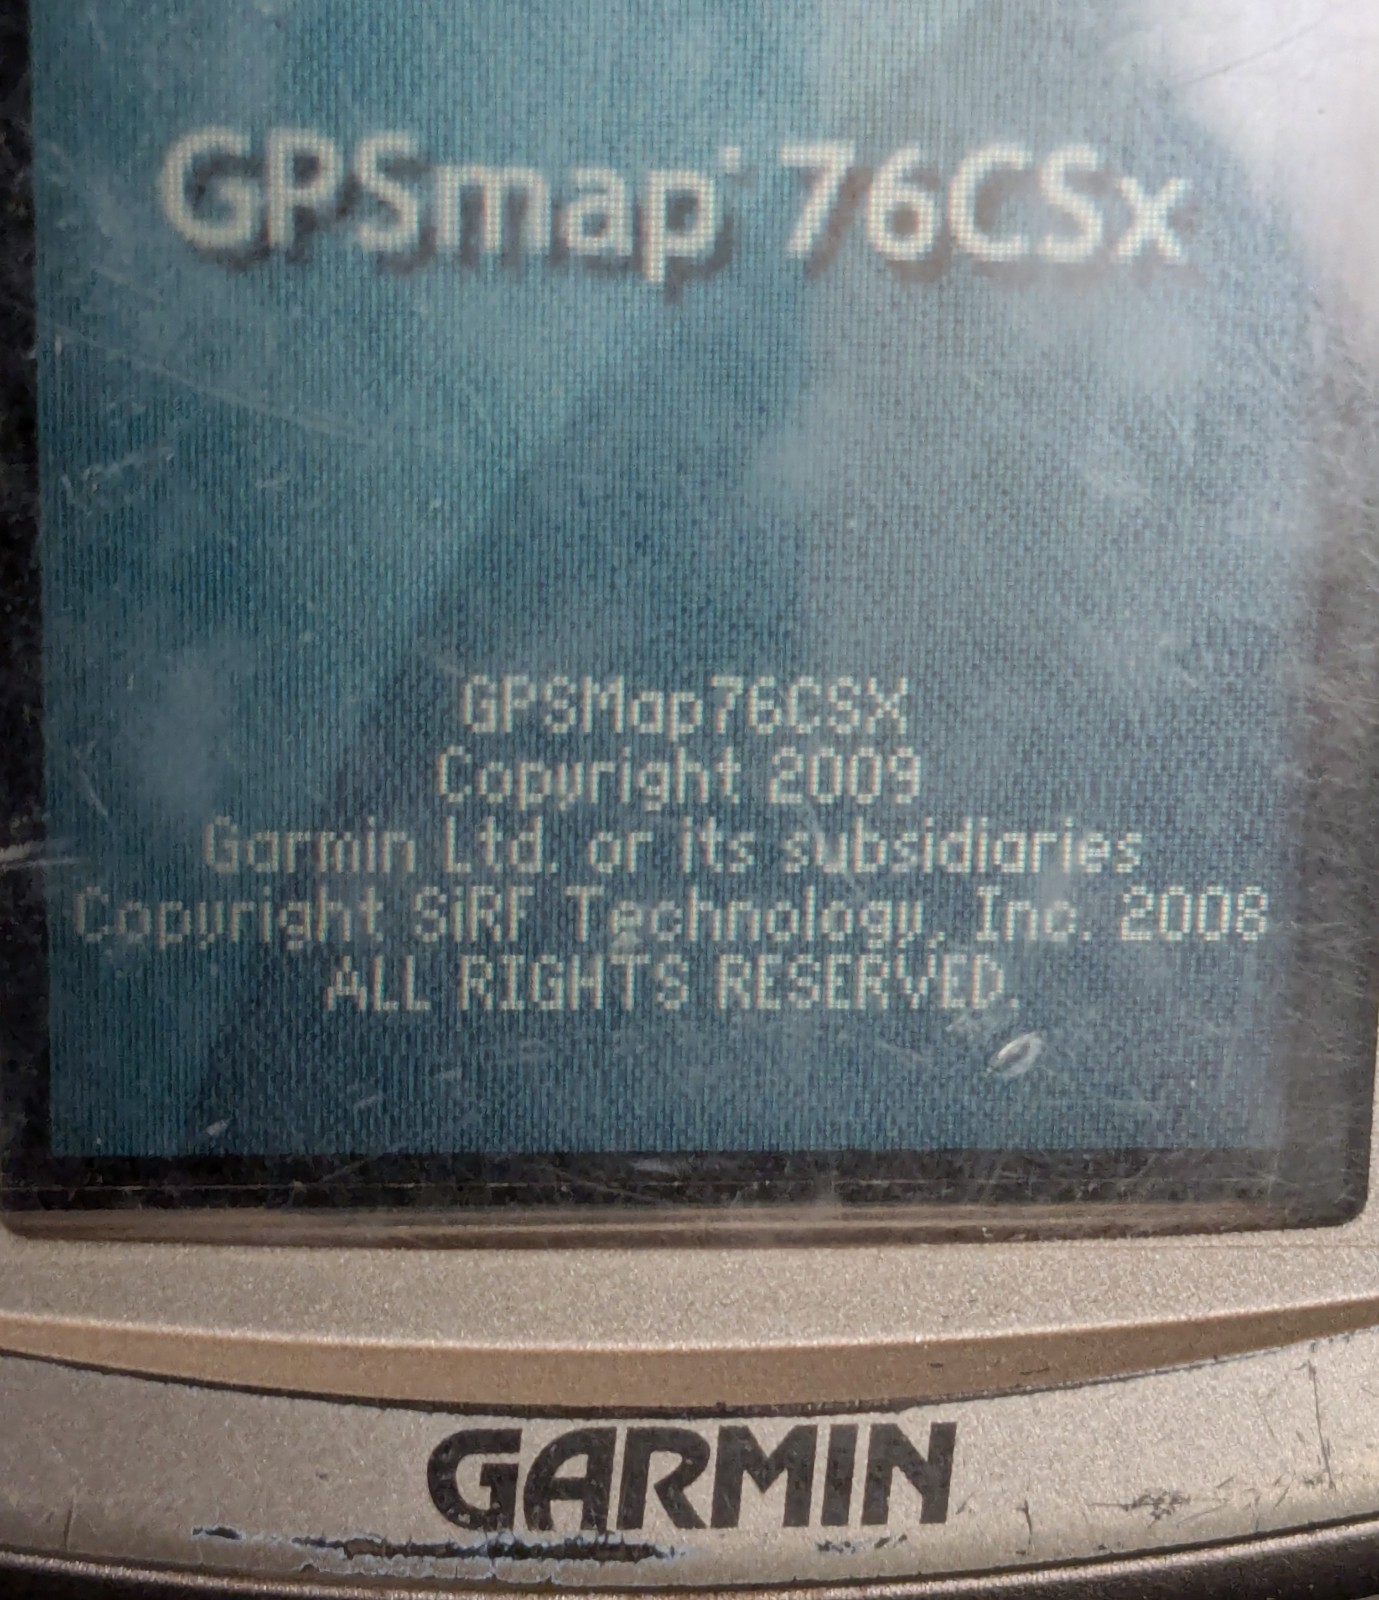 GPSmap® 76CSx
GPSMap76CSX
Copyright 2009
Garmin Ltd. or its subsidiaries
Copyright SiRF Technology, Inc. 2008
ALL RIGHTS RESERVED.
GARMIN